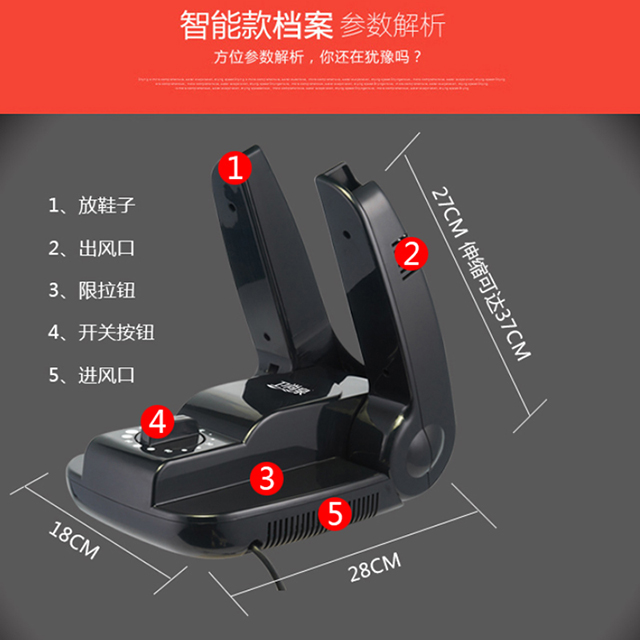 智能款档案 参数解析
方位参数解析，你还在犹豫吗？
1、放鞋子
2、出风口
3、限拉钮
4、开关按钮
5、进风口
1
2
3
4
5
27CM 伸缩可达37CM
18CM
28CM